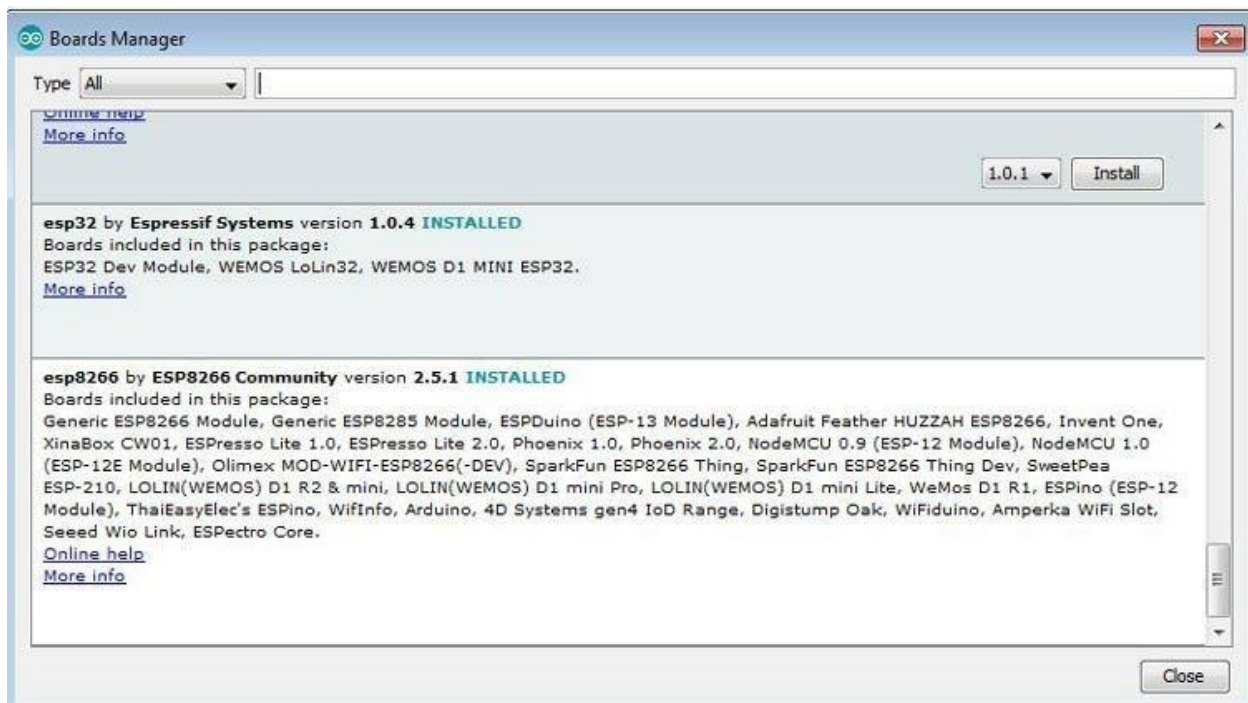 Boards Manager
Type All
Online help
More info
1.0.1 Install
esp32 by Espressif Systems version 1.0.4 INSTALLED
Boards included in this package:
ESP32 Dev Module, WEMOS LoLin32, WEMOS D1 MINI ESP32.
More info
esp8266 by ESP8266 Community version 2.5.1 INSTALLED
Boards included in this package:
Generic ESP8266 Module, Generic ESP8285 Module, ESPDuino (ESP-13 Module), Adafruit Feather HUZZAH ESP8266, Invent One,
XinaBox CW01, ESPresso Lite 1.0, ESPresso Lite 2.0, Phoenix 1.0, Phoenix 2.0, NodeMCU 0.9 (ESP-12 Module), NodeMCU 1.0
(ESP-12E Module), Olimex MOD-WIFI-ESP8266(-DEV), SparkFun ESP8266 Thing, SparkFun ESP8266 Thing Dev, SweetPea
ESP-210, LOLIN(WEMOS) D1 R2 & mini, LOLIN(WEMOS) D1 mini Pro, LOLIN(WEMOS) D1 mini Lite, WeMos D1 R1, ESPino (ESP-12
Module), ThaiEasyElec's ESPino, WifInfo, Arduino, 4D Systems gen4 IoD Range, Digistump Oak, WiFiduino, Amperka WiFi Slot,
Seeed Wio Link, ESPectro Core.
Online help
More info
Close